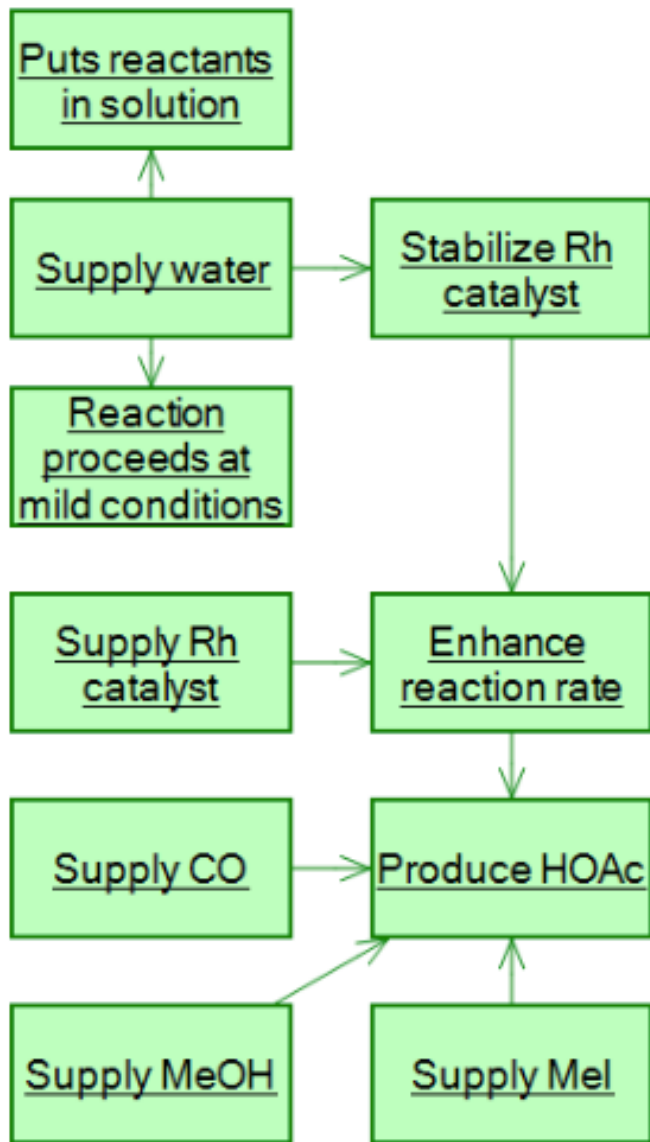 Puts reactants
in solution
Supply water
Stabilize Rh
catalyst
Reaction
proceeds at
mild conditions
Supply Rh
catalyst
Enhance
reaction rate
Supply CO
Produce HOAc
Supply MeOH
Supply MeI